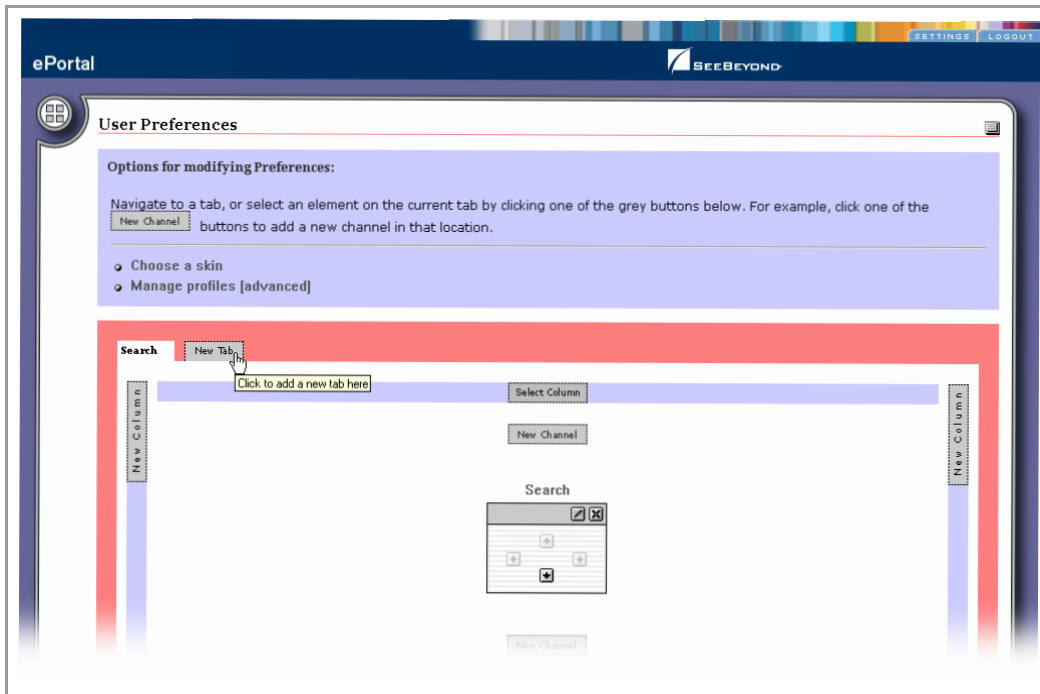 SETTINGS LOGOUT
ePortal
SEEBEYOND
User Preferences
Options for modifying Preferences:
Navigate to a tab, or select an element on the current tab by clicking one of the grey buttons below. For example, click one of the
New Channel buttons to add a new channel in that location.
Choose a skin
Manage profiles [advanced]
Search New Tab
Click to add a new tab here
New Column
Select Column
New Column
New Channel
Search
New Channel